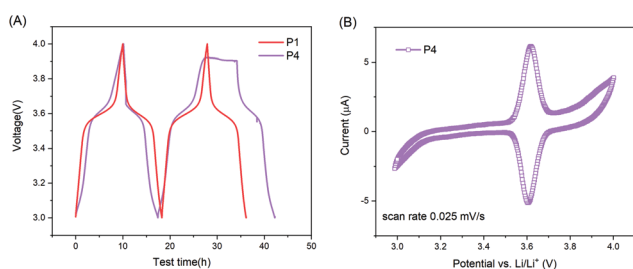 (A)
P1
P4
4.0
3.8
3.6
3.4
3.2
3.0
Voltage(V)
0 10 20 30 40 50
Test time(h)
(B)
P4
5
0
-5
Current (μA)
scan rate 0.025 mV/s
3.0 3.2 3.4 3.6 3.8 4.0
Potential vs. Li/Li⁺ (V)